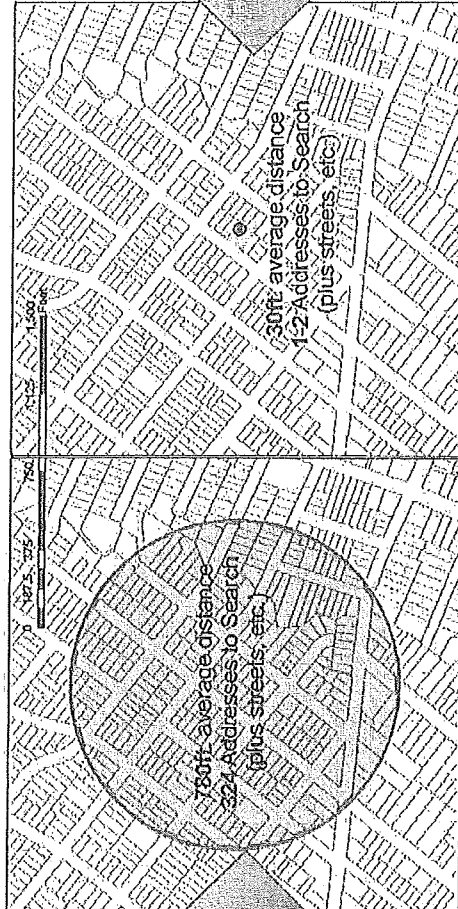 0 187.5 375 750 1,125 1,500
Feet
780ft. average distance
324 Addresses to Search
(plus streets, etc.)
30ft. average distance
1-2 Addresses to Search
(plus streets, etc.)